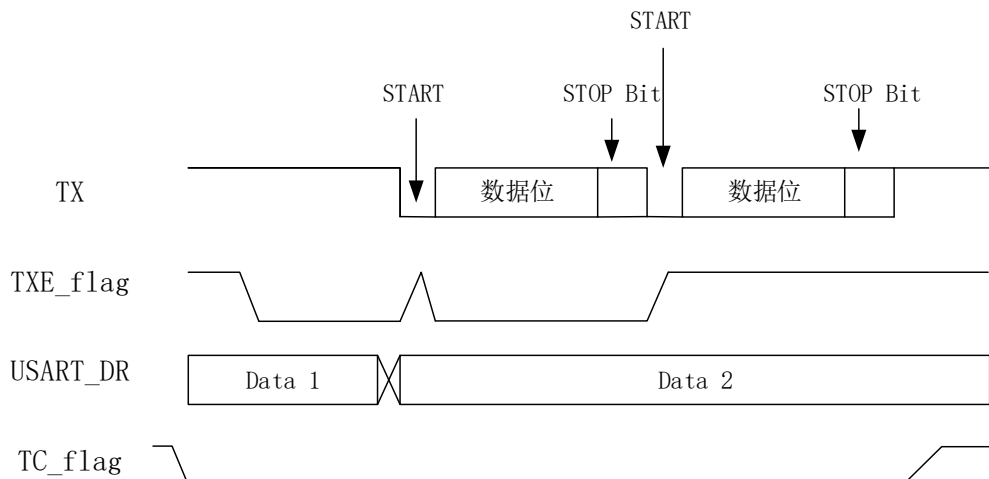 START
START
STOP Bit
STOP Bit
TX
数据位
数据位
TXE_flag
USART_DR
Data 1
Data 2
TC_flag